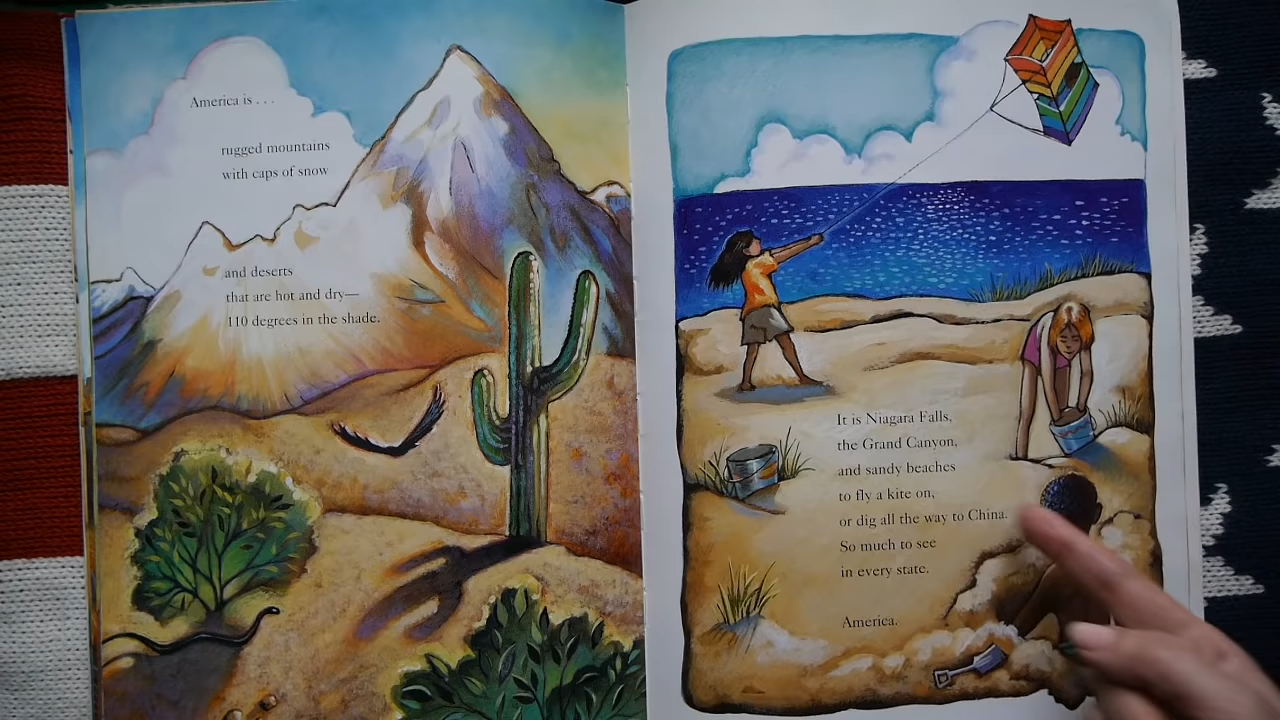 America is . . .
rugged mountains
with caps of snow
and deserts
that are hot and dry—
110 degrees in the shade.
It is Niagara Falls,
the Grand Canyon,
and sandy beaches
to fly a kite on,
or dig all the way to China.
So much to see
in every state.
America.